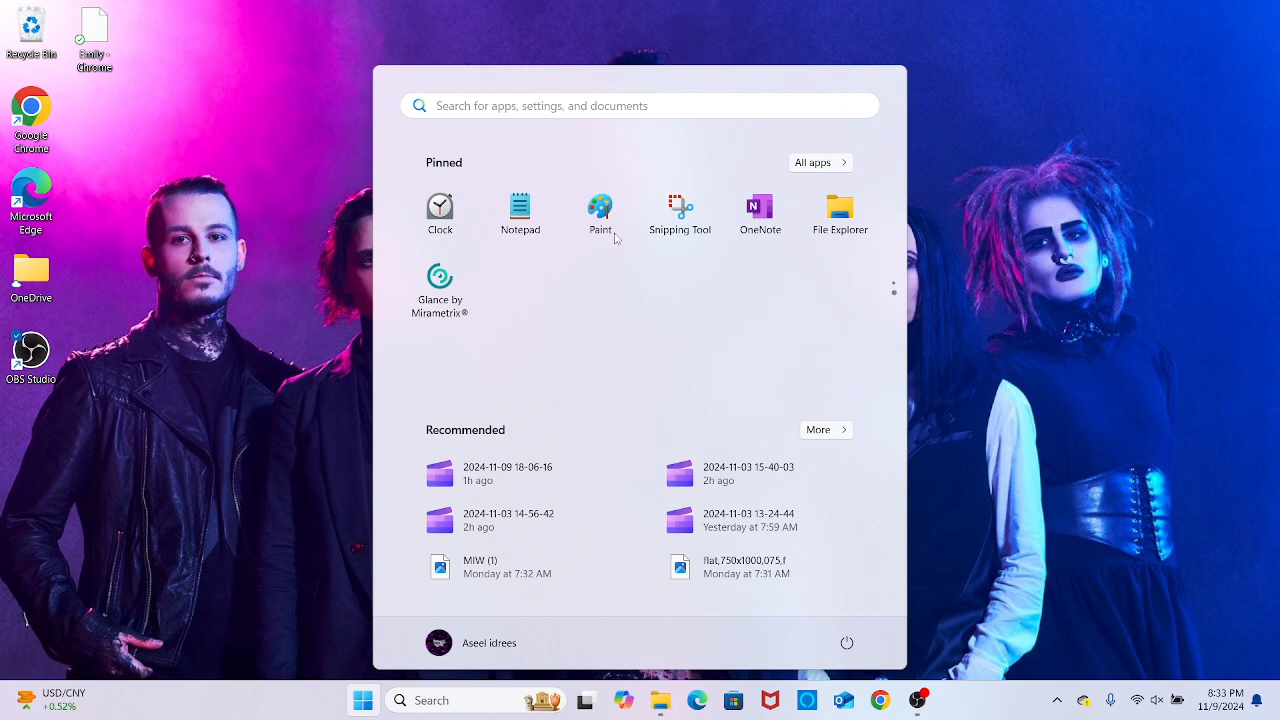 Recycle Bin
Emily - Chrome
Google Chrome
Microsoft Edge
OneDrive
OBS Studio
Search for apps, settings, and documents
Pinned
All apps
Clock
Notepad
Paint
Snipping Tool
OneNote
File Explorer
Glance by
Mirametrix®
Recommended
More
2024-11-09 18-06-16
1h ago
2024-11-03 15-40-03
2h ago
2024-11-03 14-56-42
2h ago
2024-11-03 13-24-44
Yesterday at 7:59 AM
MIW (1)
Monday at 7:32 AM
flat,750x1000,075,f
Monday at 7:31 AM
Aseel idrees
USD/CNY
+0.52%
Search
8:33 PM
11/9/2024